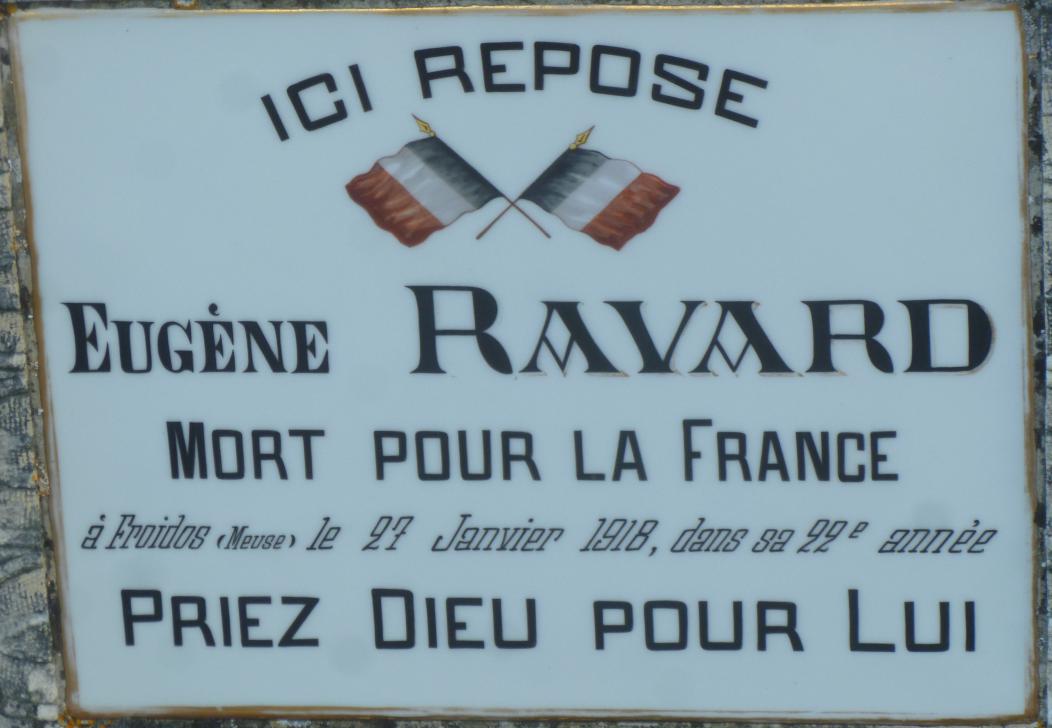 ICI REPOSE
EUGÈNE RAVARD
MORT POUR LA FRANCE
à Froidos (Meuse) le 27 Janvier 1918, dans sa 22e année
PRIEZ DIEU POUR LUI